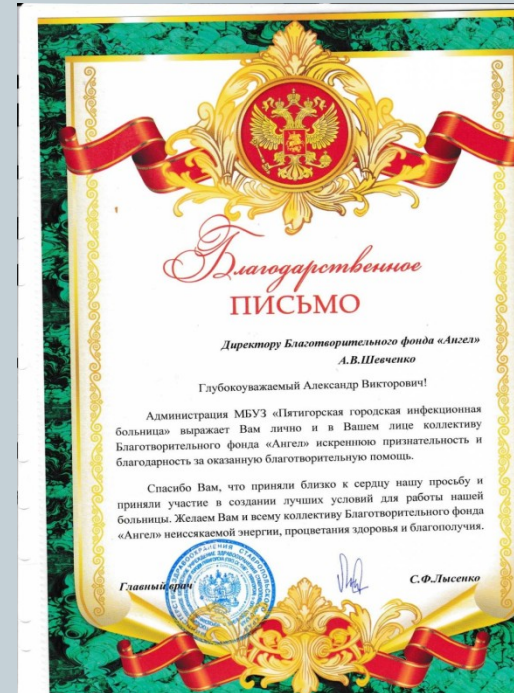 Благодарственное
ПИСЬМО
Директору Благотворительного фонда «Ангел»
А.В.Шевченко
Глубокоуважаемый Александр Викторович!
Администрация МБУЗ «Пятигорская городская инфекционная
больница» выражает Вам лично и в Вашем лице коллективу
Благотворительного фонда «Ангел» искреннюю признательность и
благодарность за оказанную благотворительную помощь.
Спасибо Вам, что приняли близко к сердцу нашу просьбу и
приняли участие в создании лучших условий для работы нашей
больницы. Желаем Вам и всему коллективу Благотворительного фонда
«Ангел» неиссякаемой энергии, процветания здоровья и благополучия.
Главный врач
С.Ф.Лысенко